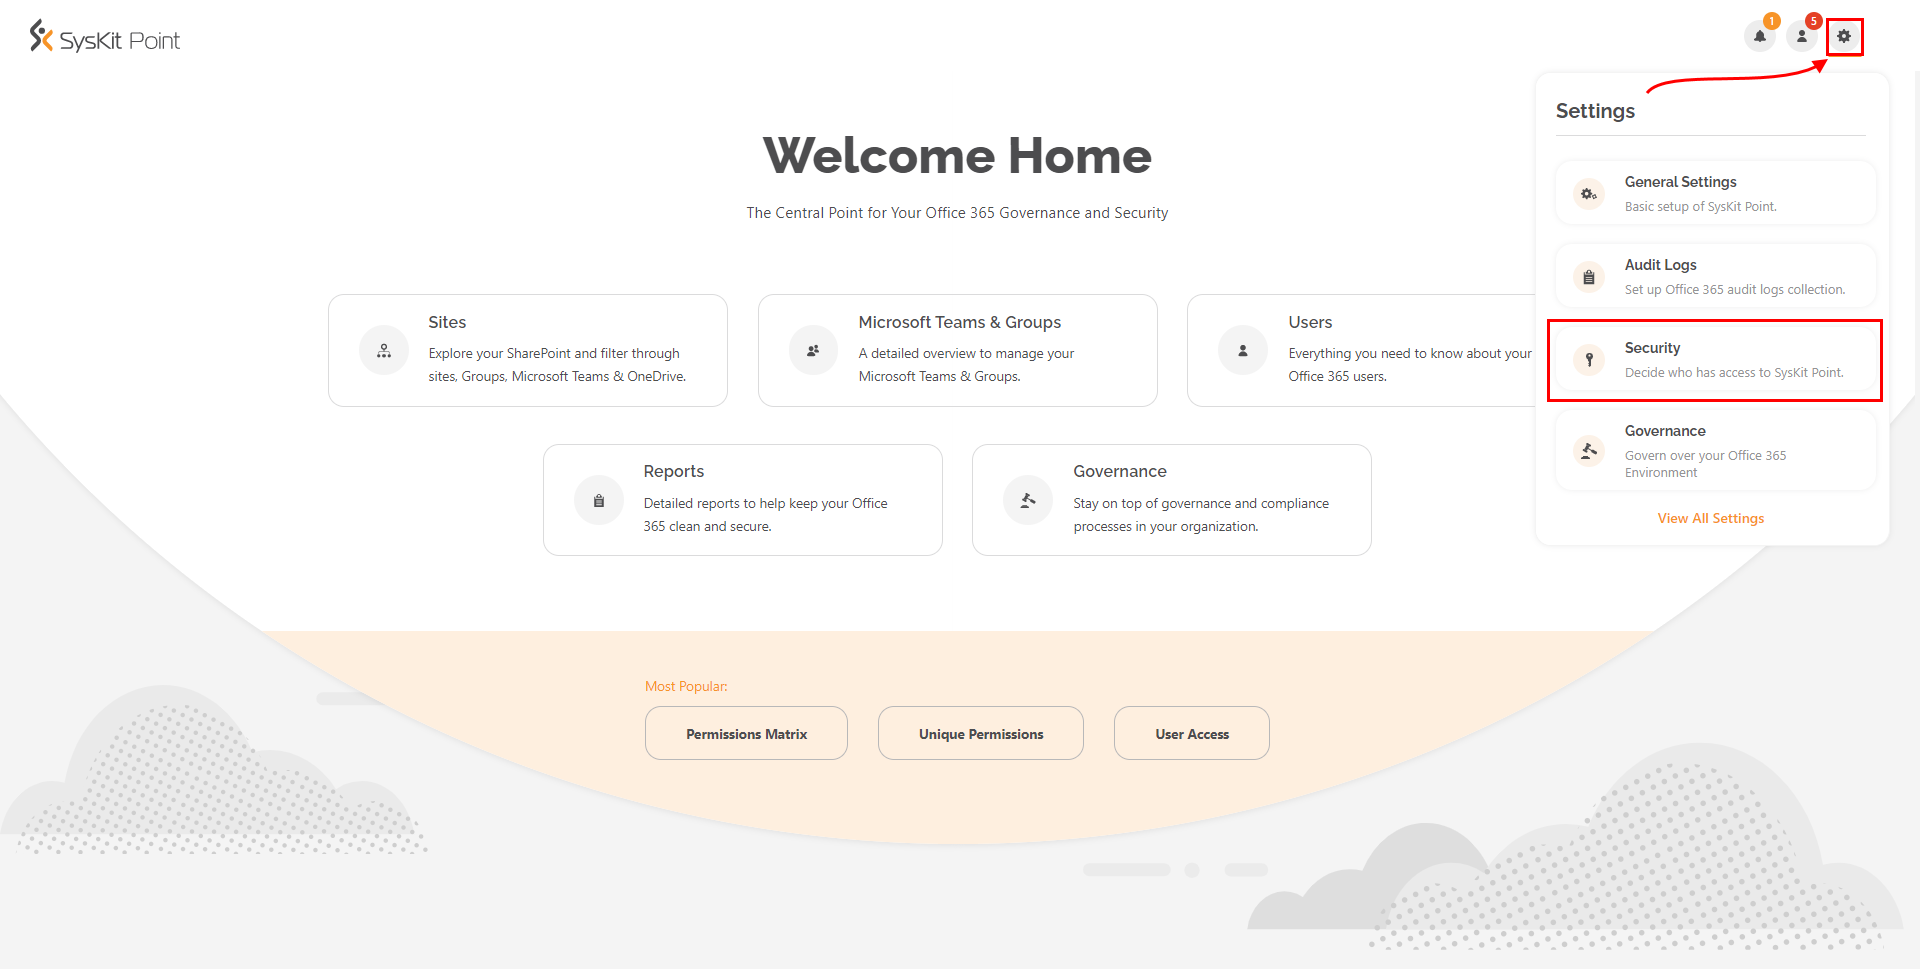 SysKit Point
1
5
Settings
Welcome Home
The Central Point for Your Office 365 Governance and Security
General Settings
Basic setup of SysKit Point.
Audit Logs
Set up Office 365 audit logs collection.
Security
Decide who has access to SysKit Point.
Governance
Govern over your Office 365
Environment
View All Settings
Sites
Explore your SharePoint and filter through
sites, Groups, Microsoft Teams & OneDrive.
Microsoft Teams & Groups
A detailed overview to manage your
Microsoft Teams & Groups.
Users
Everything you need to know about your
Office 365 users.
Reports
Detailed reports to help keep your Office
365 clean and secure.
Governance
Stay on top of governance and compliance
processes in your organization.
Most Popular:
Permissions Matrix
Unique Permissions
User Access